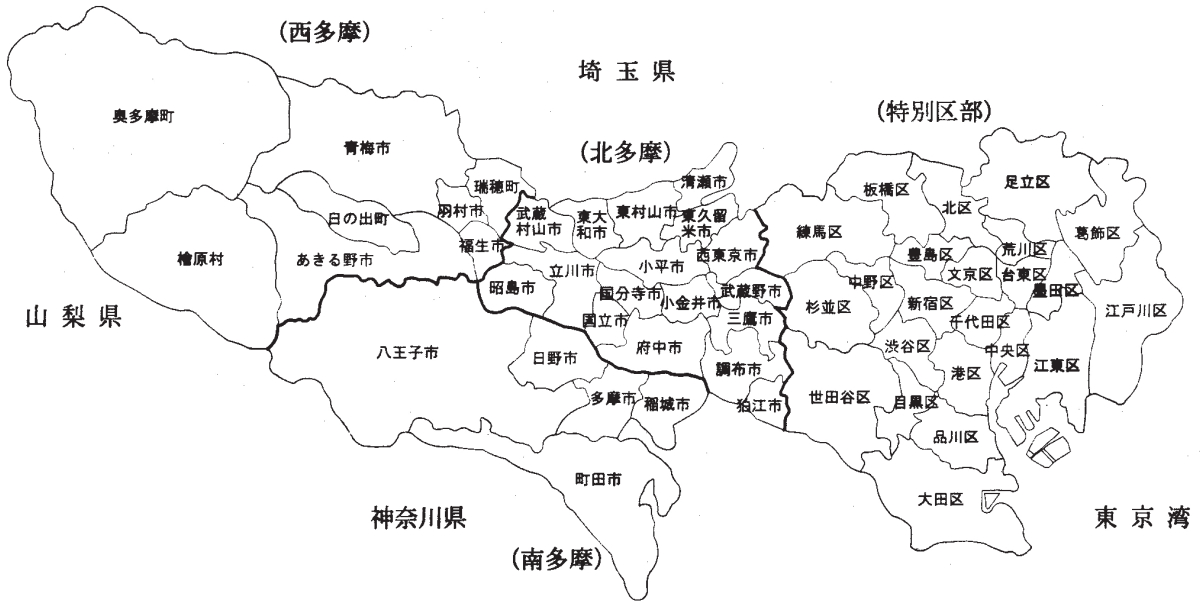 (西多摩)
埼玉県
(特別区部)
(北多摩)
奥多摩町
青梅市
瑞穂町
羽村市
日の出町
福生市
あきる野市
檜原村
山梨県
武蔵
村山市
東大
和市
東村山市
清瀬市
東久留
米市
西東京市
立川市
小平市
昭島市
国分寺市
小金井市
武蔵野市
国立市
三鷹市
府中市
調布市
狛江市
八王子市
日野市
多摩市
稲城市
町田市
神奈川県
(南多摩)
板橋区
北区
足立区
葛飾区
練馬区
豊島区
荒川区
文京区
台東区
墨田区
中野区
杉並区
新宿区
千代田区
江戸川区
渋谷区
中央区
港区
江東区
世田谷区
目黒区
品川区
大田区
東京湾